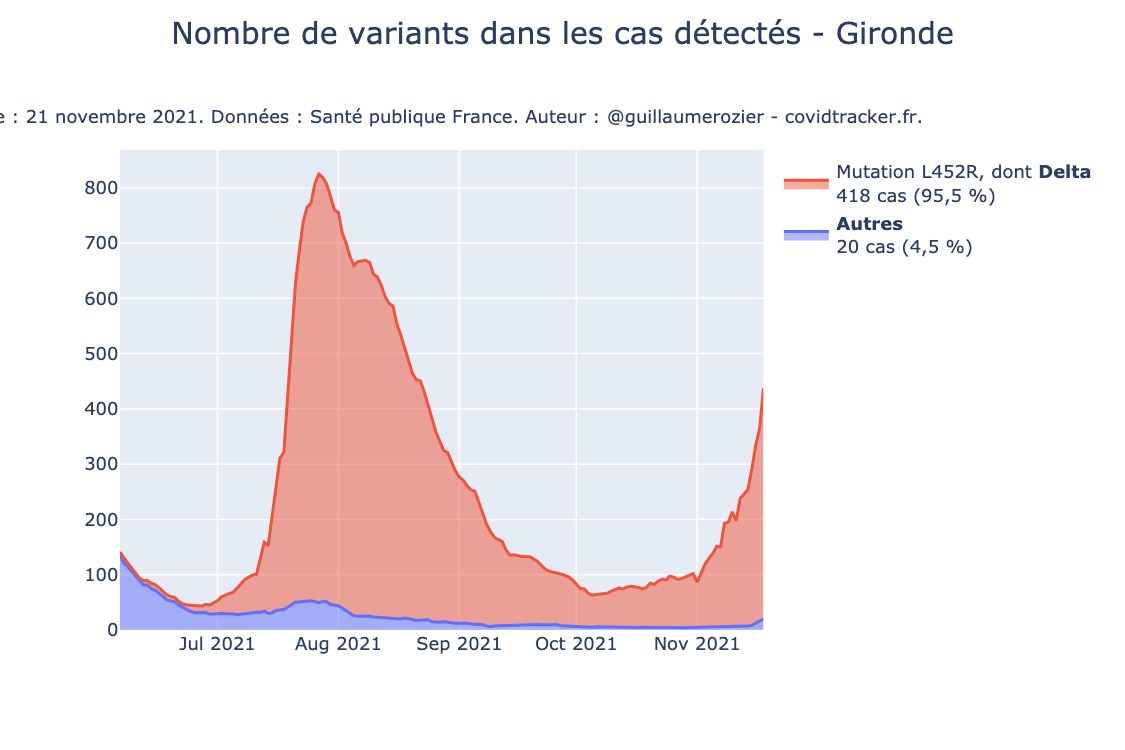 Nombre de variants dans les cas détectés - Gironde
: 21 novembre 2021. Données : Santé publique France. Auteur : @guillaumerozier - covidtracker.fr.
Mutation L452R, dont Delta
418 cas (95,5 %)
Autres
20 cas (4,5 %)
800
700
600
500
400
300
200
100
0
Jul 2021 Aug 2021 Sep 2021 Oct 2021 Nov 2021